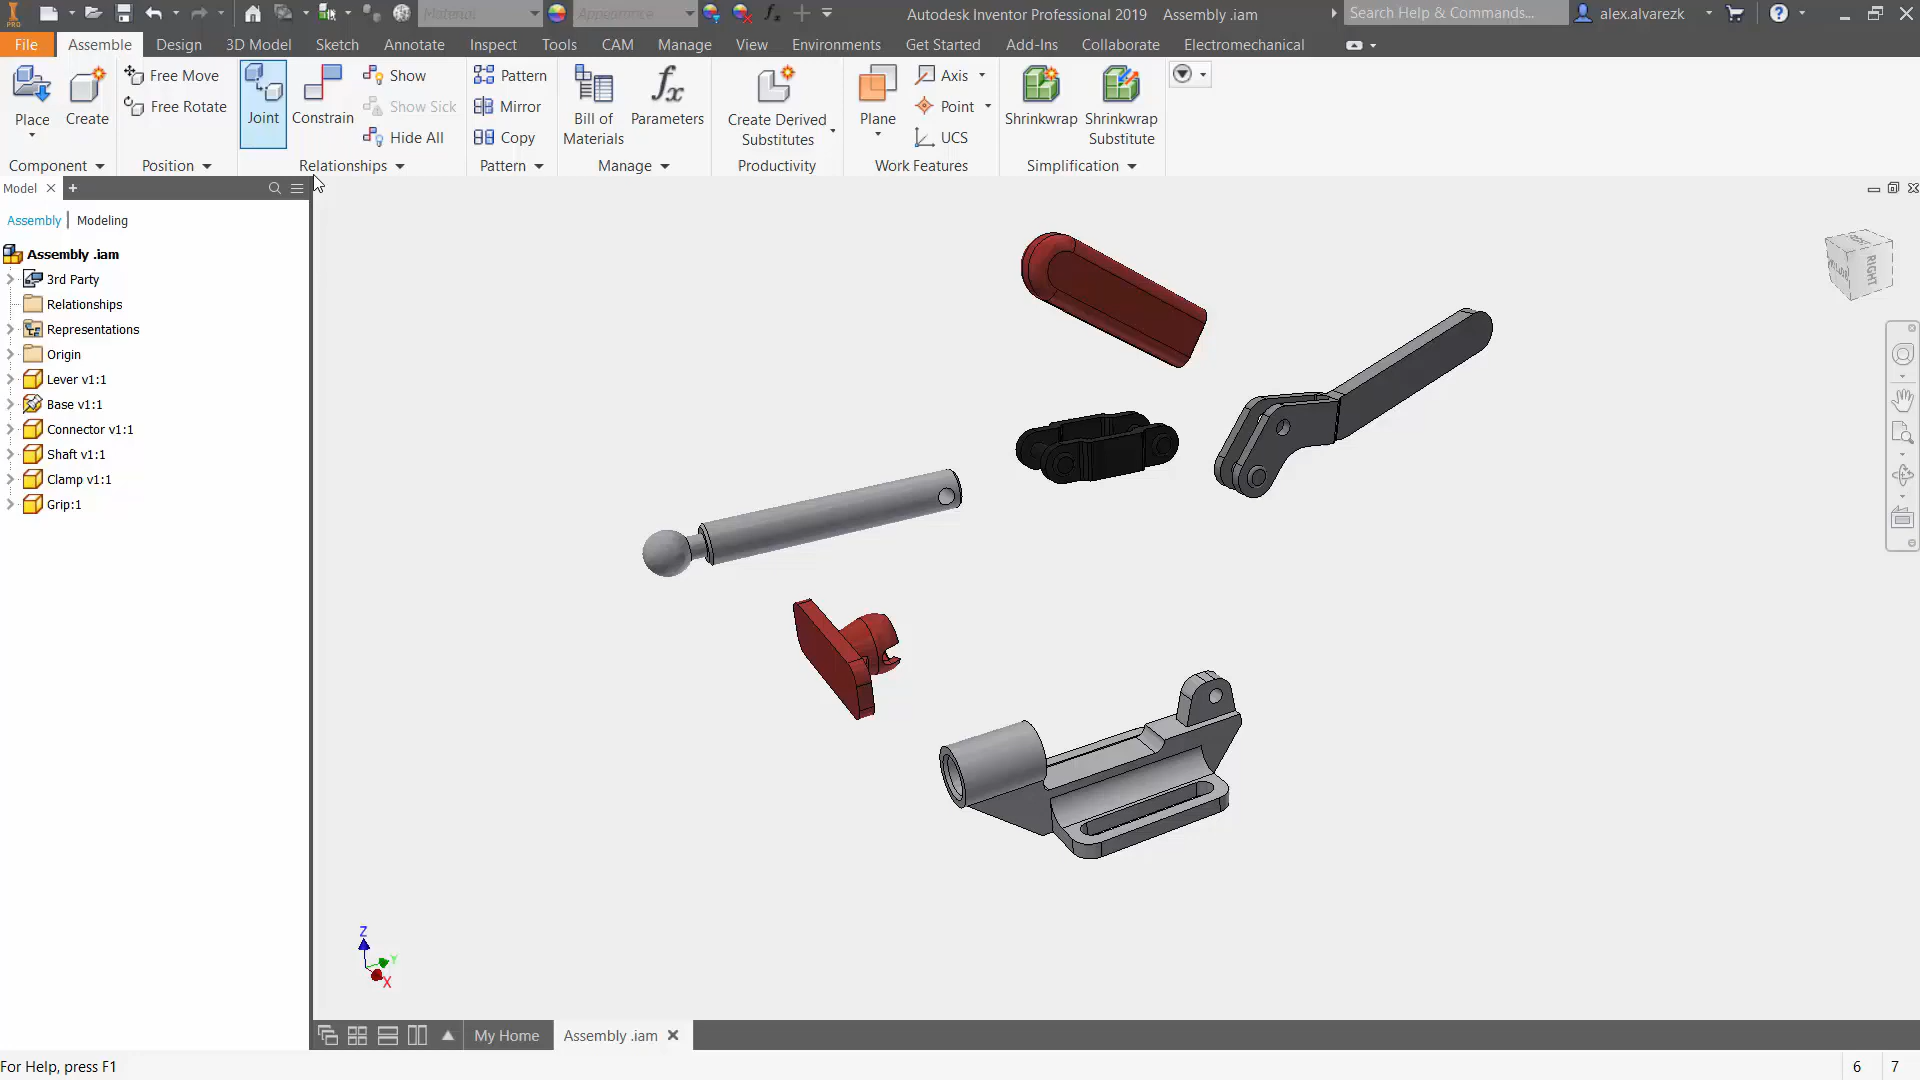 PRO Material Appearance Autodesk Inventor Professional 2019 Assembly .iam Search Help & Commands... alex.alvarezk
File Assemble Design 3D Model Sketch Annotate Inspect Tools CAM Manage View Environments Get Started Add-Ins Collaborate Electromechanical
Place
Create
Free Move
Free Rotate
Joint
Constrain
Show
Show Sick
Hide All
Pattern
Mirror
Copy
Bill of
Materials
Parameters
Create Derived
Substitutes
Plane
Axis
Point
UCS
Shrinkwrap
Shrinkwrap
Substitute
Component Position Relationships Pattern Manage Productivity Work Features Simplification
Model
Assembly | Modeling
Assembly .iam
3rd Party
Relationships
Representations
Origin
Lever v1:1
Base v1:1
Connector v1:1
Shaft v1:1
Clamp v1:1
Grip:1
RIGHT
Z
Y
X
My Home Assembly .iam
For Help, press F1 6 7